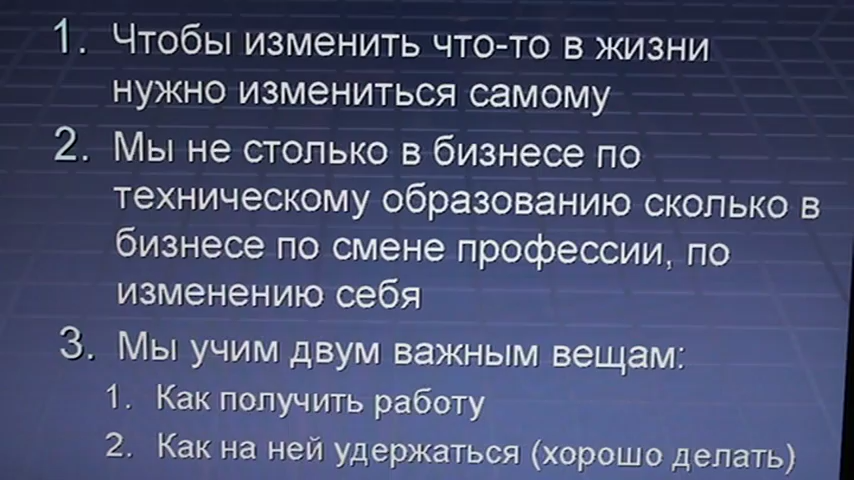 1. Чтобы изменить что-то в жизни
нужно измениться самому
2. Мы не столько в бизнесе по
техническому образованию сколько в
бизнесе по смене профессии, по
изменению себя
3. Мы учим двум важным вещам:
1. Как получить работу
2. Как на ней удержаться (хорошо делать)